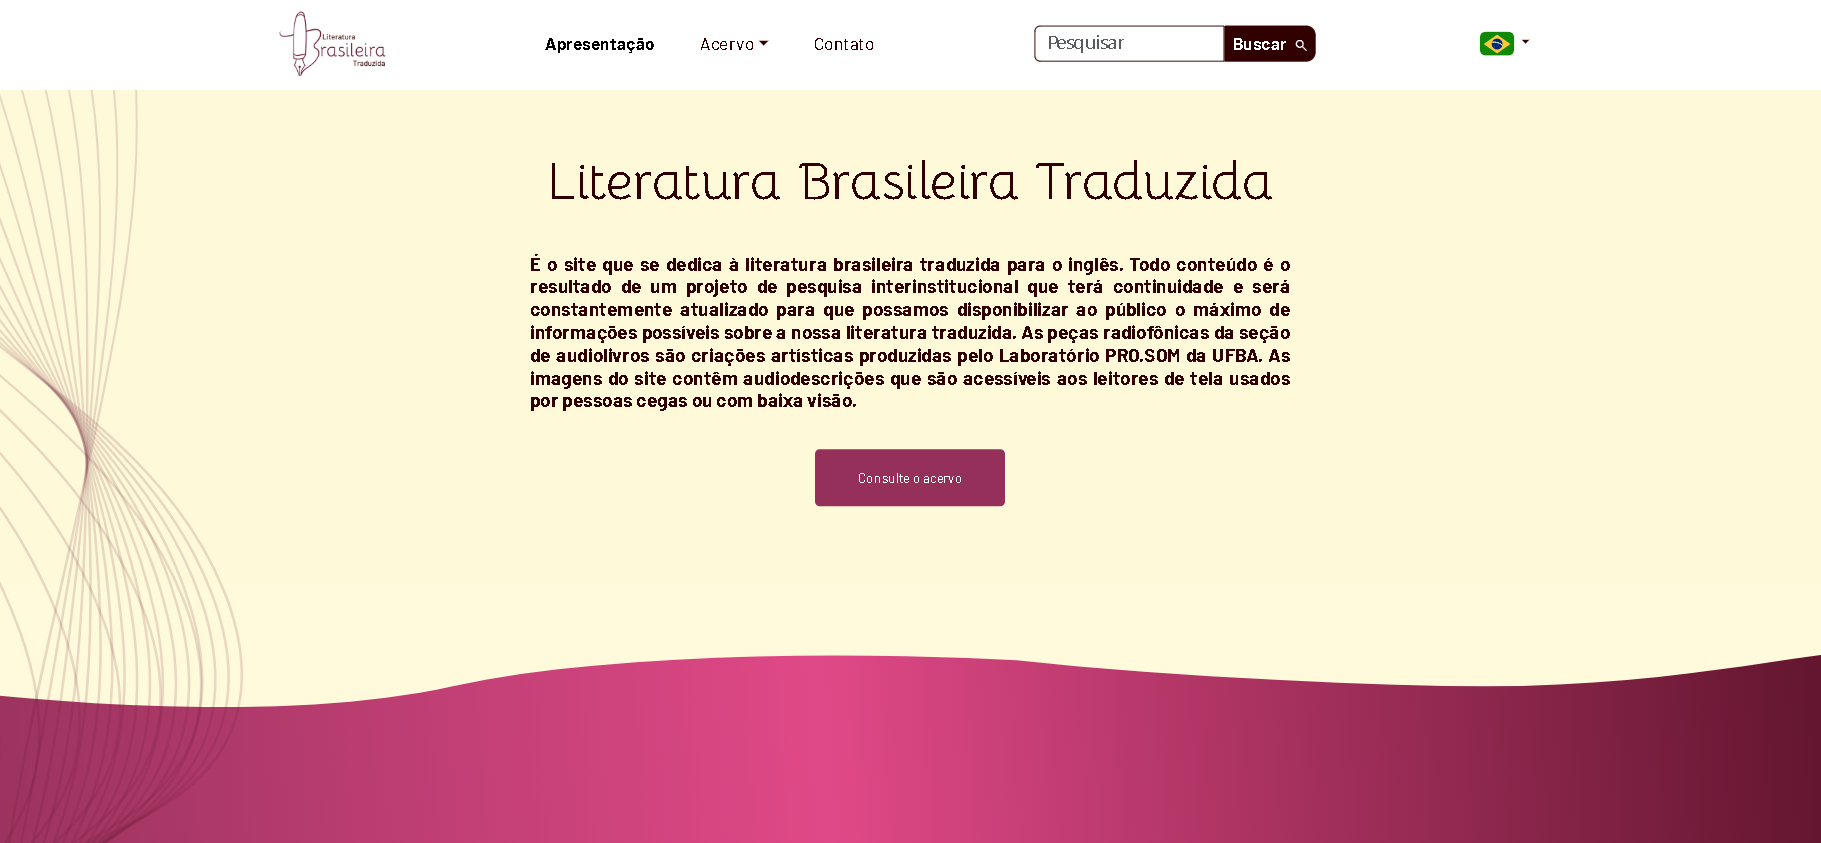 Literatura
Brasileira
Traduzida
Apresentação
Acervo
Contato
Pesquisar
Buscar
Literatura Brasileira Traduzida
É o site que se dedica à literatura brasileira traduzida para o inglês. Todo conteúdo é o
resultado de um projeto de pesquisa interinstitucional que terá continuidade e será
constantemente atualizado para que possamos disponibilizar ao público o máximo de
informações possíveis sobre a nossa literatura traduzida. As peças radiofônicas da seção
de audiolivros são criações artísticas produzidas pelo Laboratório PRO.SOM da UFBA. As
imagens do site contêm audiodescrições que são acessíveis aos leitores de tela usados
por pessoas cegas ou com baixa visão.
Consulte o acervo